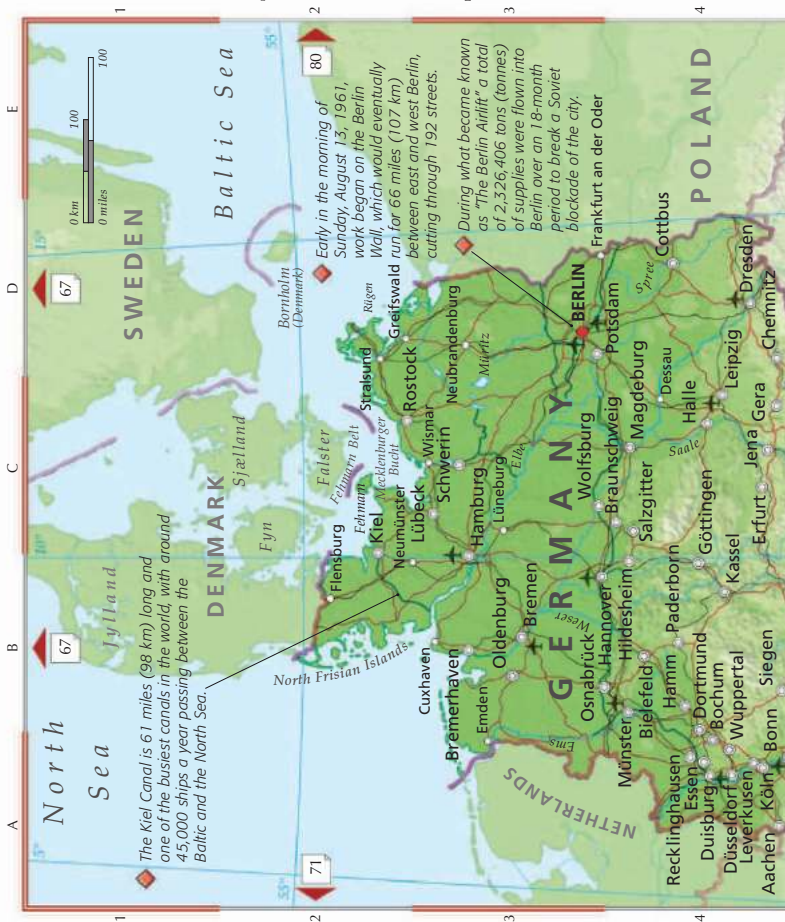 A
B
C
D
E
67
67
North
Sea
The Kiel Canal is 61 miles (98 km) long and
one of the busiest canals in the world, with around
45,000 ships a year passing between the
Baltic and the North Sea.
Jylland
DENMARK
Fyn
Sjælland
SWEDEN
0 km
100
0 miles
100
Baltic Sea
Bornholm
(Denmark)
5°
10°
15°
55°
55°
1
1
2
2
71
80
Early in the morning of
Sunday, August 13, 1961,
work began on the Berlin
Wall, which would eventually
run for 66 miles (107 km)
between east and west Berlin,
cutting through 192 streets.
Falster
Fehmarn Belt
Fehmarn
Mecklenburger
Bucht
Flensburg
Kiel
Neumünster
Lübeck
Wismar
Schwerin
Rostock
Stralsund
Rügen
Greifswald
Neubrandenburg
Müritz
North Frisian Islands
Cuxhaven
Bremerhaven
Emden
Oldenburg
Bremen
Hamburg
Lüneburg
Elbe
3
3
During what became known
as "The Berlin Airlift" a total
of 2,326,406 tons (tonnes)
of supplies were flown into
Berlin over an 18-month
period to break a Soviet
blockade of the city.
GERMANY
Ems
Weser
NETHERLANDS
Osnabrück
Hannover
Wolfsburg
Braunschweig
BERLIN
Potsdam
Frankfurt an der Oder
Münster
Bielefeld
Hildesheim
Salzgitter
Magdeburg
Spree
Cottbus
POLAND
4
4
Recklinghausen
Essen
Duisburg
Düsseldorf
Leverkusen
Köln
Aachen
Bonn
Hamm
Dortmund
Bochum
Wuppertal
Siegen
Paderborn
Göttingen
Kassel
Saale
Halle
Dessau
Leipzig
Erfurt
Jena
Gera
Chemnitz
Dresden